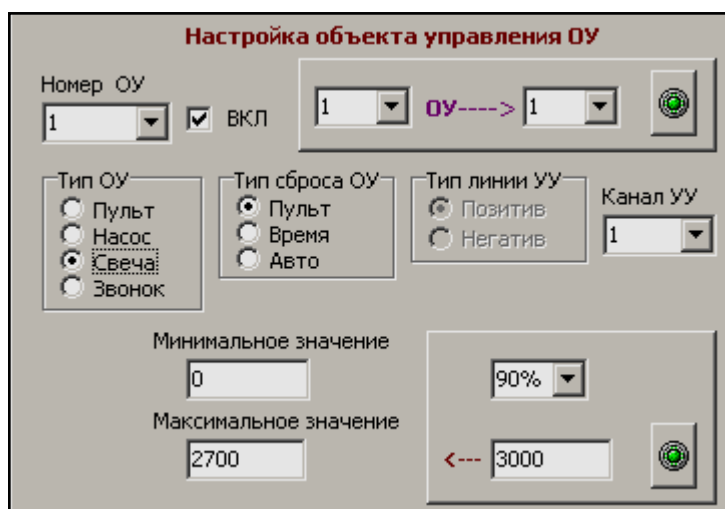 Настройка объекта управления ОУ
Номер ОУ
1 ВКЛ 1 ОУ----> 1
Тип ОУ Тип сброса ОУ Тип линии УУ Канал УУ
Пульт Пульт Позитив 1
Насос Время Негатив
Свеча Авто
Звонок
Минимальное значение
0 90%
Максимальное значение
2700 <--- 3000